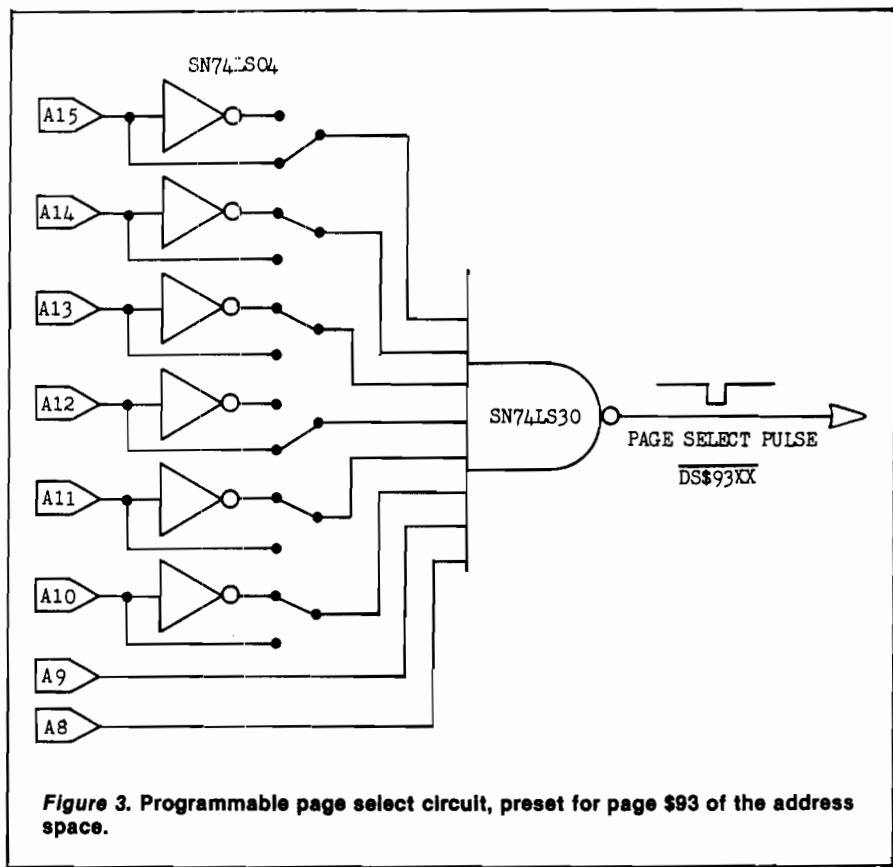 SN74LS04
A15
A14
A13
A12
A11
A10
A9
A8
SN74LS30
PAGE SELECT PULSE
DS$93XX
Figure 3. Programmable page select circuit, preset for page $93 of the address
space.